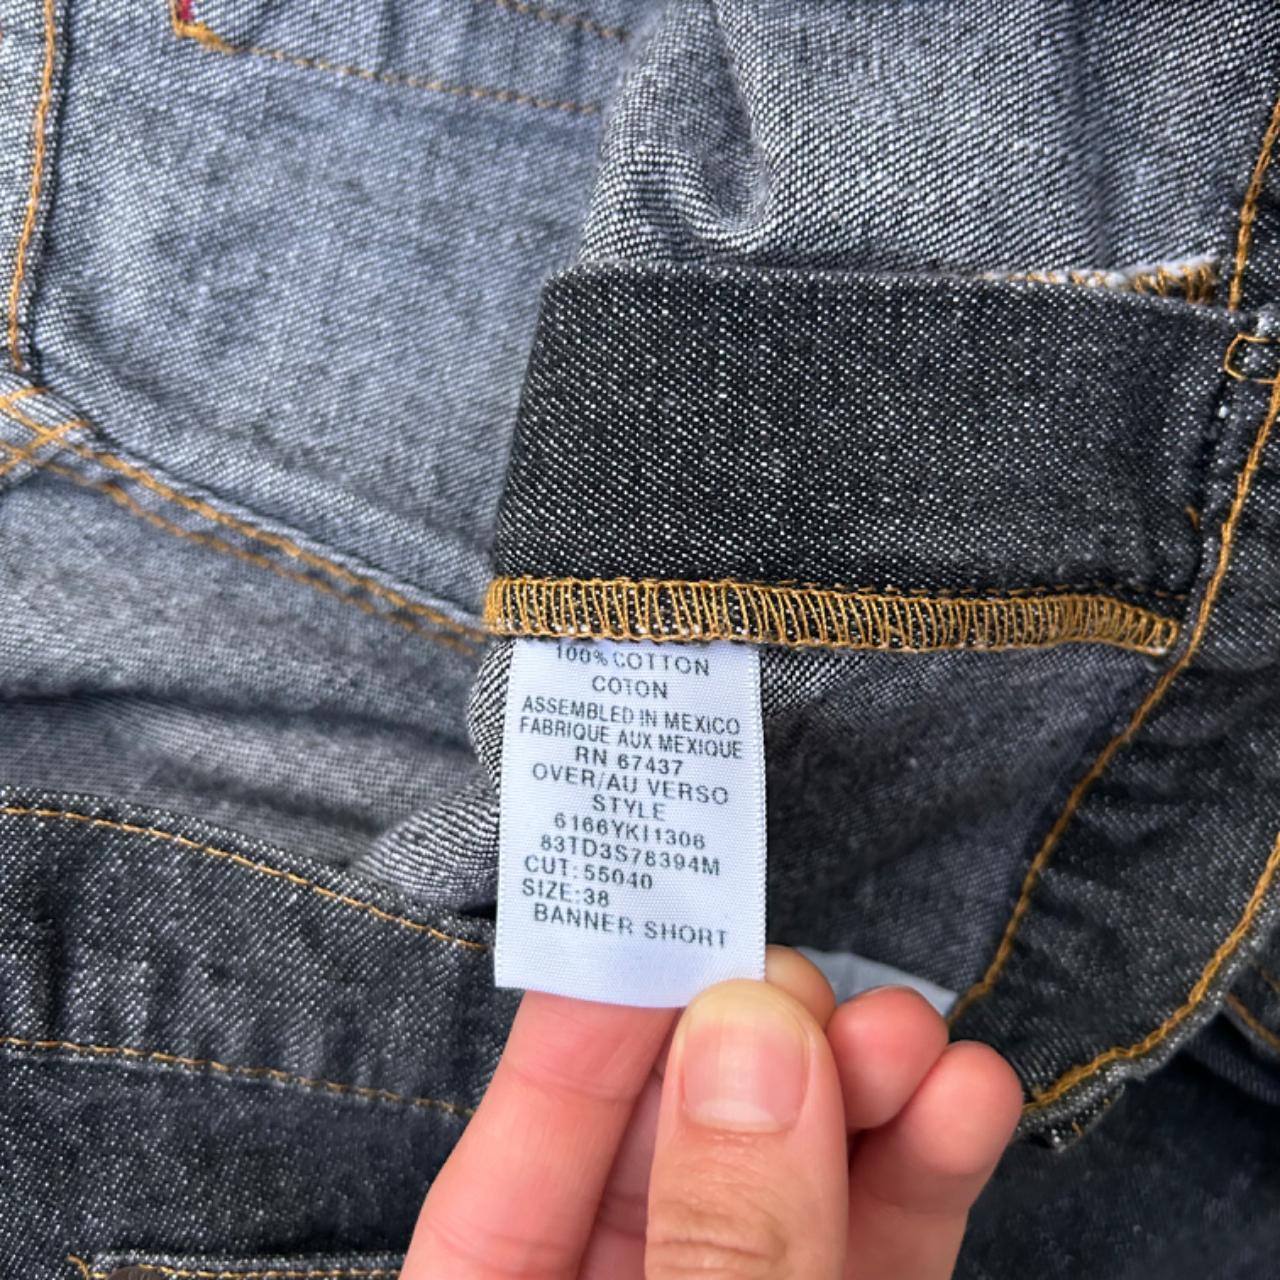 100% COTTON
COTON
ASSEMBLED IN MEXICO
FABRIQUE AUX MEXIQUE
RN 67437
OVER/AU VERSO
STYLE
6166YKI1308
83TD3S78394M
CUT:55040
SIZE:38
BANNER SHORT